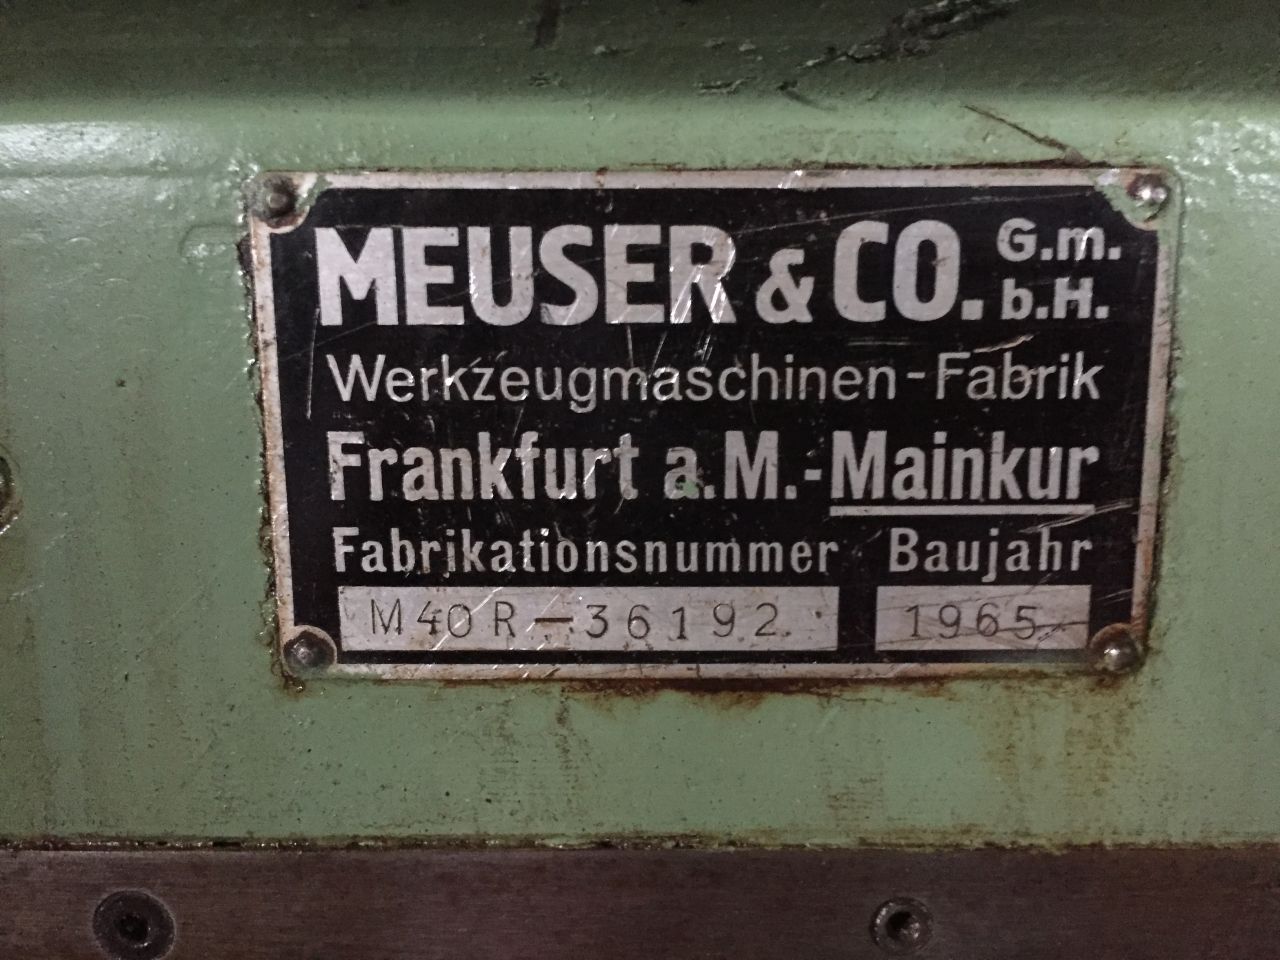 MEUSER & CO. G.m.b.H.
Werkzeugmaschinen-Fabrik
Frankfurt a.M.-Mainkur
Fabrikationsnummer Baujahr
M40R-36192 1965